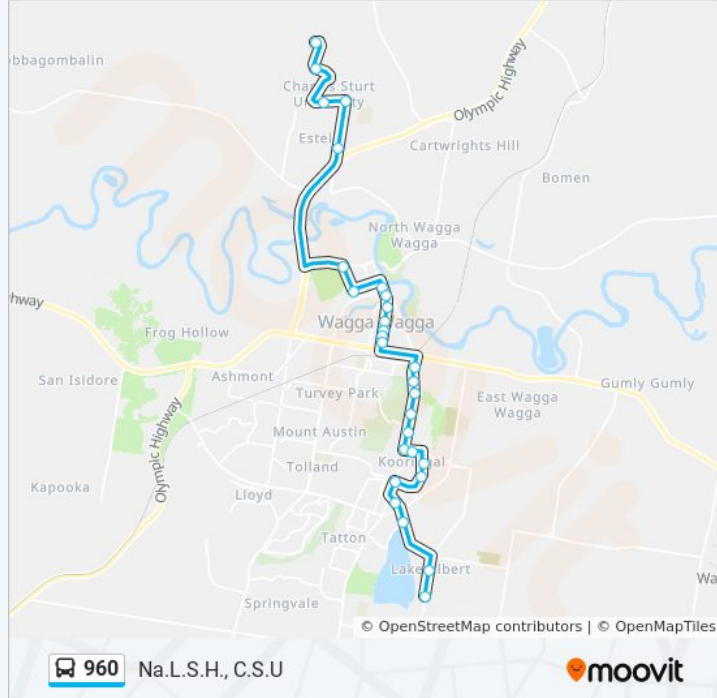 obbagombalin
Charles Sturt
University
Estella
Olympic Highway
Cartwrights Hill
Bomen
North Wagga
Wagga
hway
Frog Hollow
Wagga Wagga
San Isidore
Ashmont
Turvey Park
East Wagga
Wagga
Gumly Gumly
Olympic Highway
Mount Austin
Kooringal
Tolland
Kapooka
Lloyd
Tatton
Lake Albert
Springvale
Wa
© OpenStreetMap contributors | © OpenMapTiles
960 Na.L.S.H., C.S.U
moovit